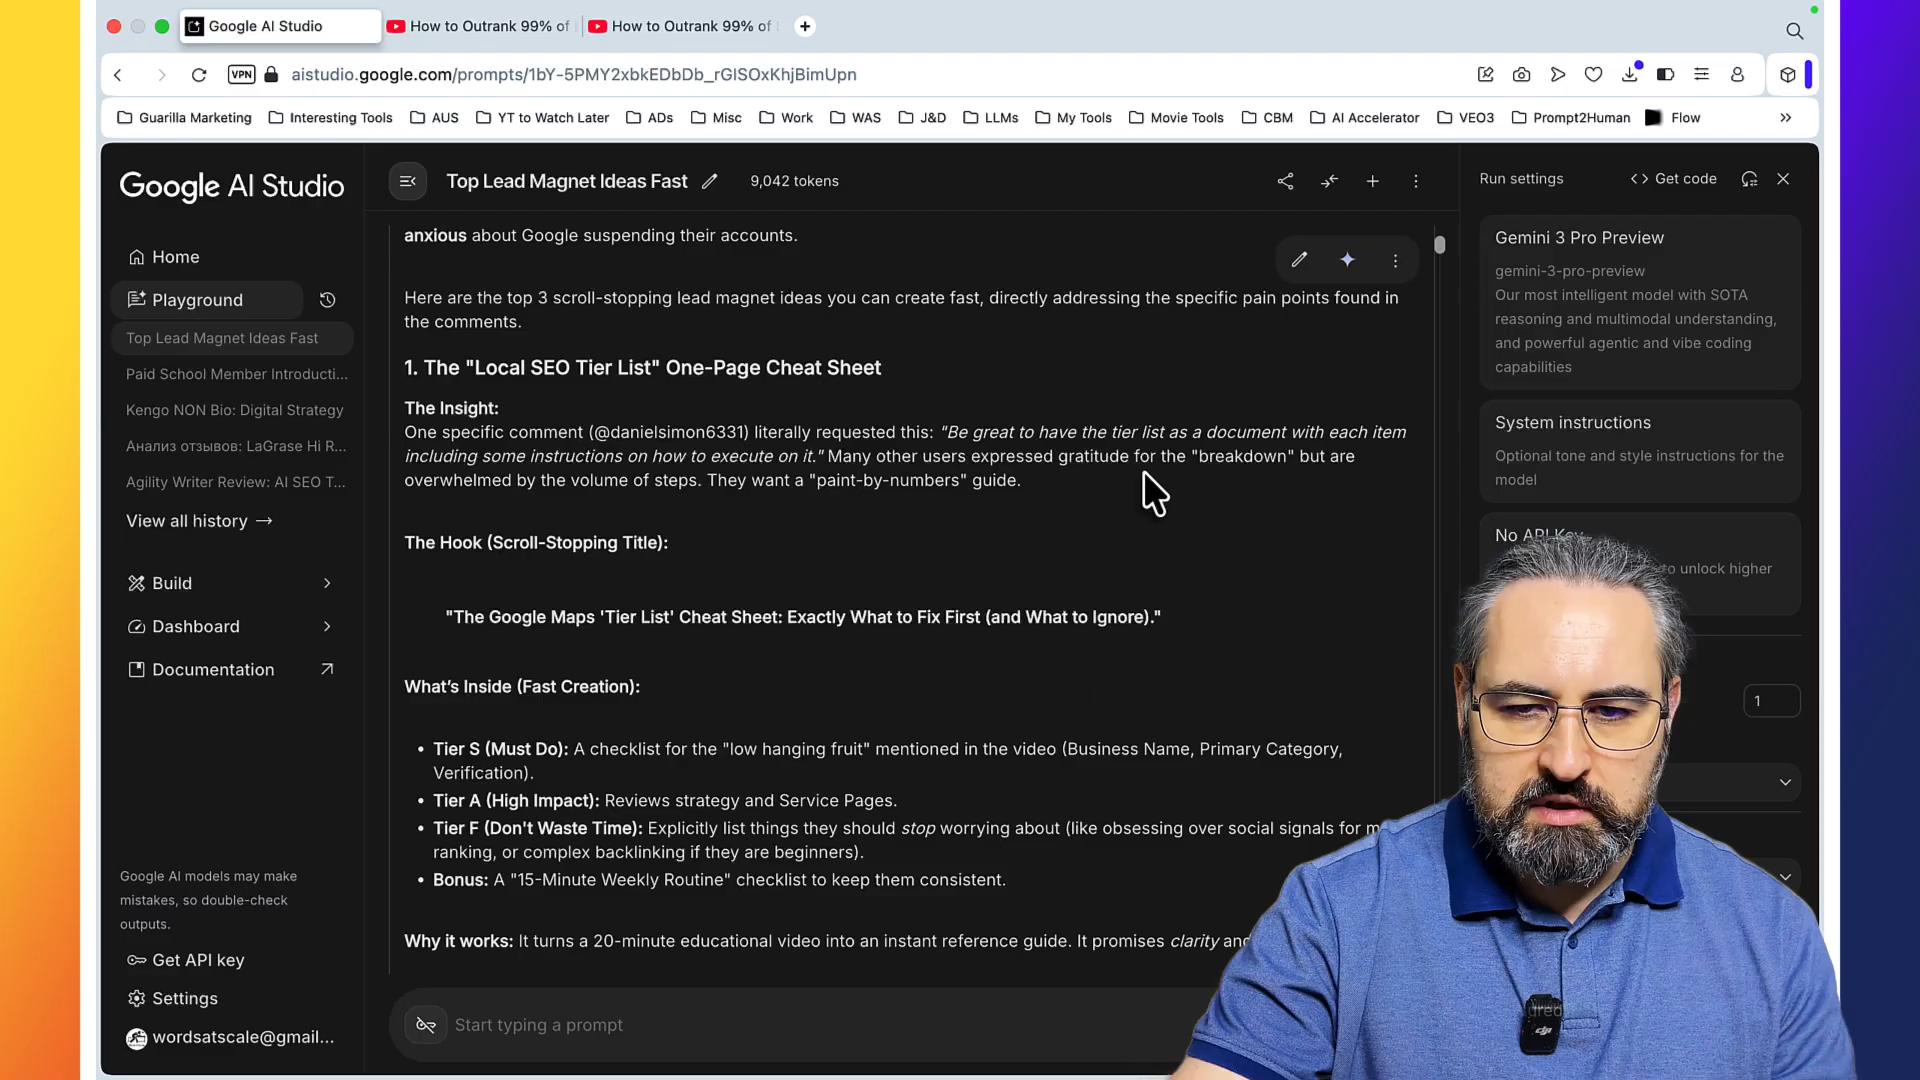 Google AI Studio
How to Outrank 99% of
How to Outrank 99% of
VPN
aistudio.google.com/prompts/1bY-5PMY2xbkEDbDb_rGlSOxKhjBimUpn
Guarilla Marketing
Interesting Tools
AUS
YT to Watch Later
ADs
Misc
Work
WAS
J&D
LLMs
My Tools
Movie Tools
CBM
AI Accelerator
VEO3
Prompt2Human
Flow
Google AI Studio
Home
Playground
Top Lead Magnet Ideas Fast
Paid School Member Introducti...
Kengo NON Bio: Digital Strategy
Анализ отзывов: LaGrase Hi R...
Agility Writer Review: AI SEO T...
View all history
Build
Dashboard
Documentation
Google AI models may make
mistakes, so double-check
outputs.
Get API key
Settings
wordsatscale@gmail...
Top Lead Magnet Ideas Fast
9,042 tokens
anxious about Google suspending their accounts.
Here are the top 3 scroll-stopping lead magnet ideas you can create fast, directly addressing the specific pain points found in
the comments.
1. The "Local SEO Tier List" One-Page Cheat Sheet
The Insight:
One specific comment (@danielsimon6331) literally requested this: "Be great to have the tier list as a document with each item
including some instructions on how to execute on it." Many other users expressed gratitude for the "breakdown" but are
overwhelmed by the volume of steps. They want a "paint-by-numbers" guide.
The Hook (Scroll-Stopping Title):
"The Google Maps 'Tier List' Cheat Sheet: Exactly What to Fix First (and What to Ignore)."
What's Inside (Fast Creation):
• Tier S (Must Do): A checklist for the "low hanging fruit" mentioned in the video (Business Name, Primary Category,
Verification).
• Tier A (High Impact): Reviews strategy and Service Pages.
• Tier F (Don't Waste Time): Explicitly list things they should stop worrying about (like obsessing over social signals for m
ranking, or complex backlinking if they are beginners).
• Bonus: A "15-Minute Weekly Routine" checklist to keep them consistent.
Why it works: It turns a 20-minute educational video into an instant reference guide. It promises clarity and
Start typing a prompt
Run settings
Get code
Gemini 3 Pro Preview
gemini-3-pro-preview
Our most intelligent model with SOTA
reasoning and multimodal understanding,
and powerful agentic and vibe coding
capabilities
System instructions
Optional tone and style instructions for the
model
No API Key
to unlock higher
1
dji